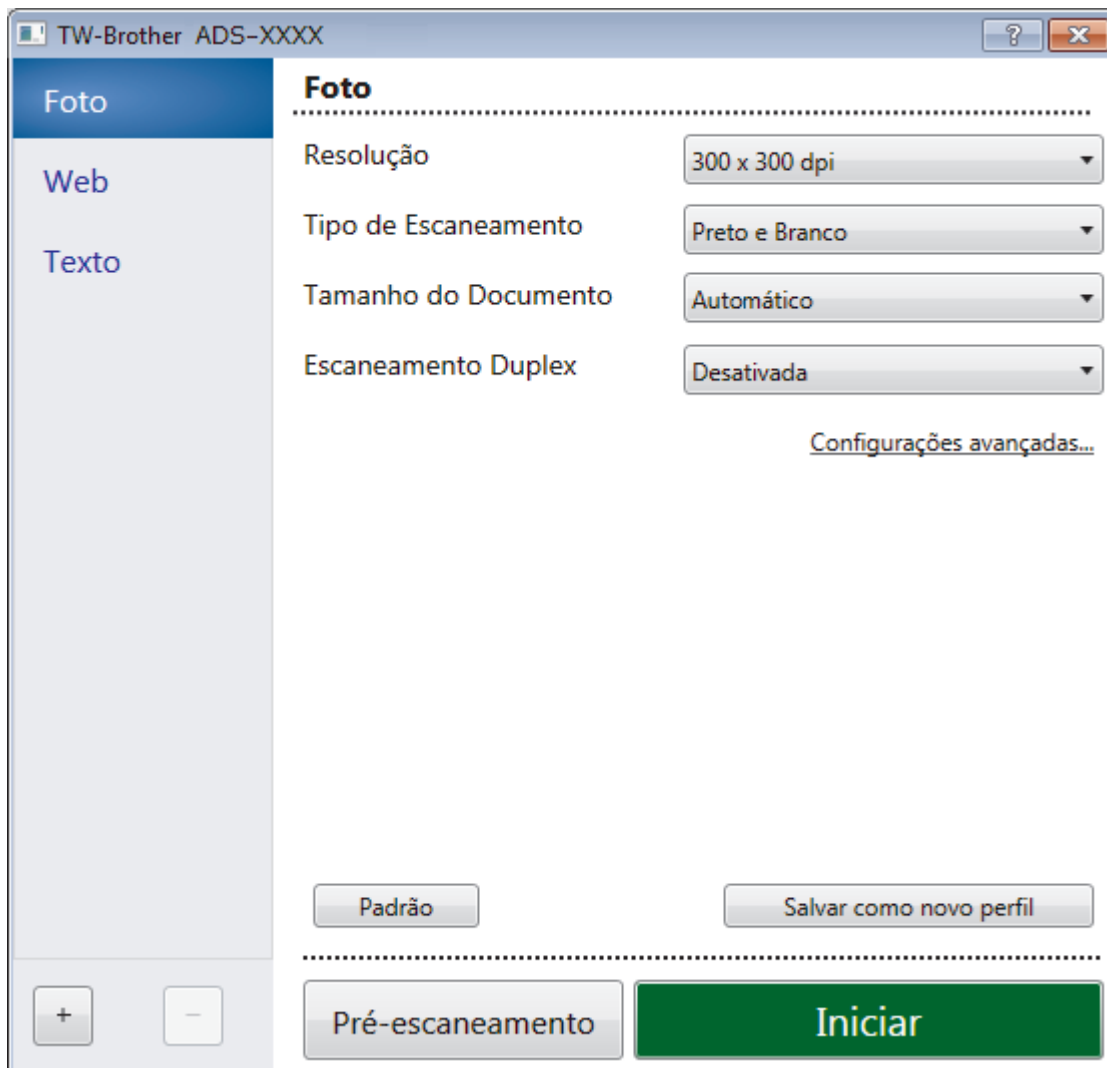 TW-Brother ADS-XXXX
?
Foto
Web
Texto
Foto
Resolução 300 x 300 dpi
Tipo de Escaneamento Preto e Branco
Tamanho do Documento Automático
Escaneamento Duplex Desativada
Configurações avançadas...
Padrão Salvar como novo perfil
+ −
Pré-escaneamento Iniciar